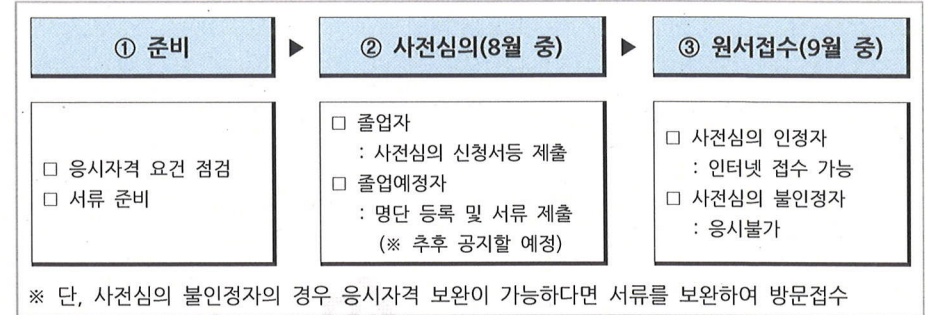 ① 준비 ▶ ② 사전심의(8월 중) ▶ ③ 원서접수(9월 중)
□ 응시자격 요건 점검
□ 서류 준비
□ 졸업자
: 사전심의 신청서등 제출
□ 졸업예정자
: 명단 등록 및 서류 제출
(※ 추후 공지할 예정)
□ 사전심의 인정자
: 인터넷 접수 가능
□ 사전심의 불인정자
: 응시불가
※ 단, 사전심의 불인정자의 경우 응시자격 보완이 가능하다면 서류를 보완하여 방문접수